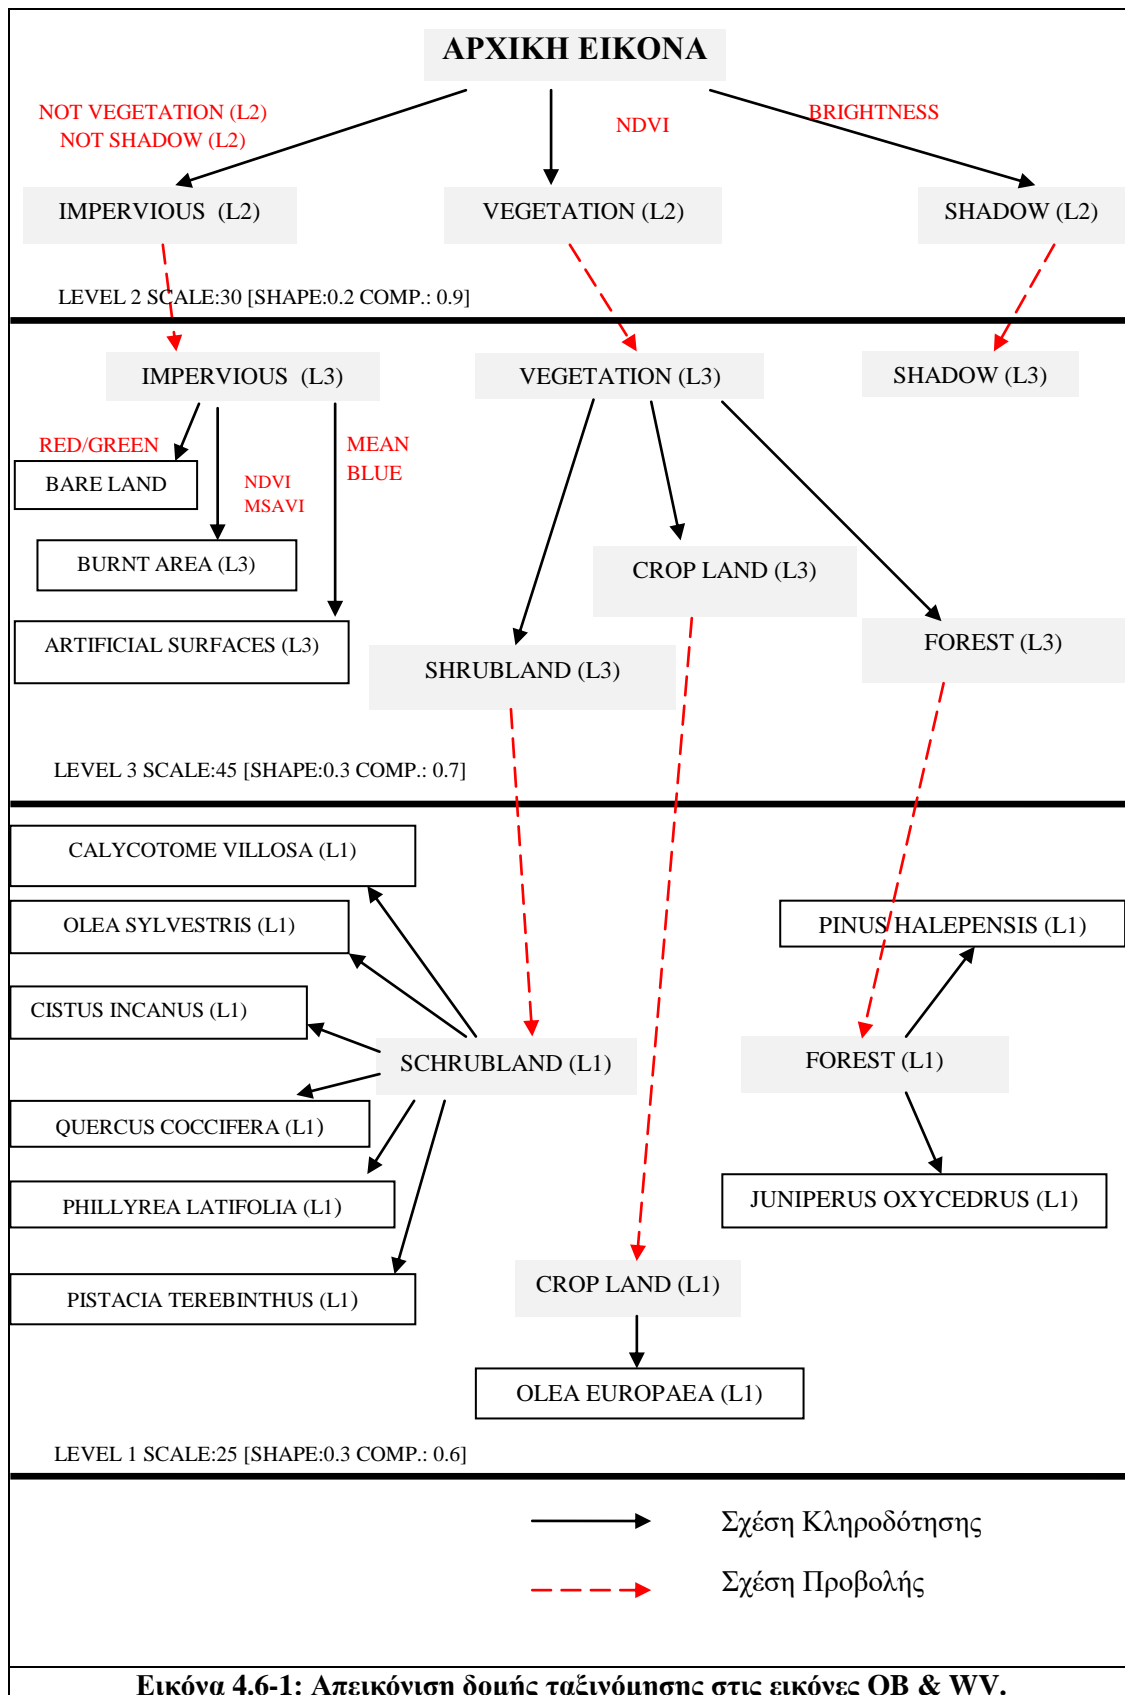 ΑΡΧΙΚΗ ΕΙΚΟΝΑ
NOT VEGETATION (L2)
NOT SHADOW (L2)
NDVI
BRIGHTNESS
IMPERVIOUS (L2)
VEGETATION (L2)
SHADOW (L2)
LEVEL 2 SCALE:30 [SHAPE:0.2 COMP.: 0.9]
IMPERVIOUS (L3)
VEGETATION (L3)
SHADOW (L3)
RED/GREEN
MEAN
BLUE
BARE LAND
NDVI
MSAVI
BURNT AREA (L3)
CROP LAND (L3)
ARTIFICIAL SURFACES (L3)
SHRUBLAND (L3)
FOREST (L3)
LEVEL 3 SCALE:45 [SHAPE:0.3 COMP.: 0.7]
CALYCOTOME VILLOSA (L1)
OLEA SYLVESTRIS (L1)
PINUS HALEPENSIS (L1)
CISTUS INCANUS (L1)
SCHRUBLAND (L1)
FOREST (L1)
QUERCUS COCCIFERA (L1)
PHILLYREA LATIFOLIA (L1)
JUNIPERUS OXYCEDRUS (L1)
PISTACIA TEREBINTHUS (L1)
CROP LAND (L1)
OLEA EUROPAEA (L1)
LEVEL 1 SCALE:25 [SHAPE:0.3 COMP.: 0.6]
Σχέση Κληροδότησης
Σχέση Προβολής
Εικόνα 4.6-1: Απεικόνιση δομής ταξινόμησης στις εικόνες QB & WV.